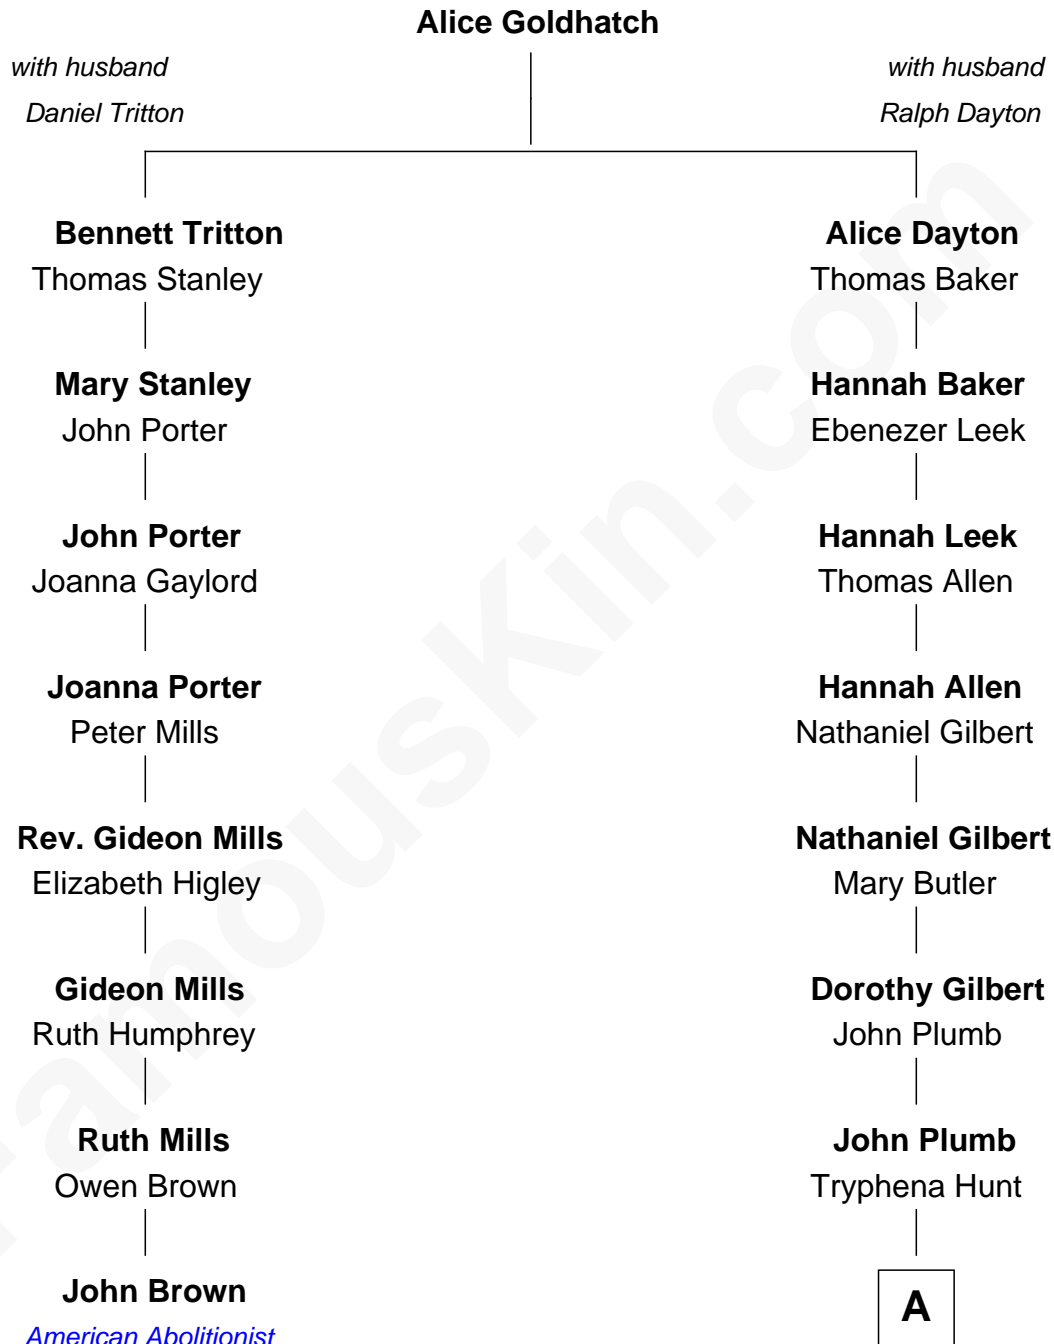 Alice Goldhatch
with husband with husband
Daniel Tritton Ralph Dayton
Bennett Tritton Alice Dayton
Thomas Stanley Thomas Baker
Mary Stanley Hannah Baker
John Porter Ebenezer Leek
John Porter Hannah Leek
Joanna Gaylord Thomas Allen
Joanna Porter Hannah Allen
Peter Mills Nathaniel Gilbert
Rev. Gideon Mills Nathaniel Gilbert
Elizabeth Higley Mary Butler
Gideon Mills Dorothy Gilbert
Ruth Humphrey John Plumb
Ruth Mills John Plumb
Owen Brown Tryphena Hunt
John Brown A
American Abolitionist
FamousKin.com